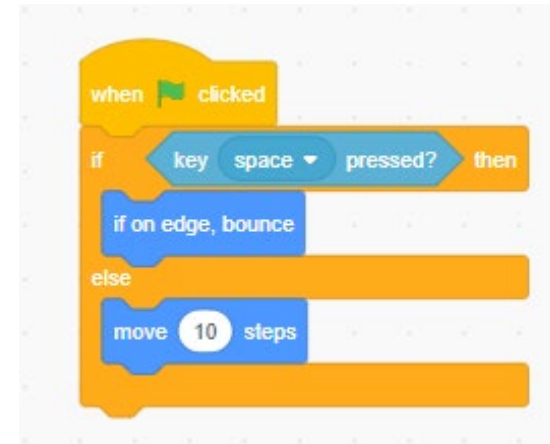 when clicked
if key space pressed? then
if on edge, bounce
else
move 10 steps